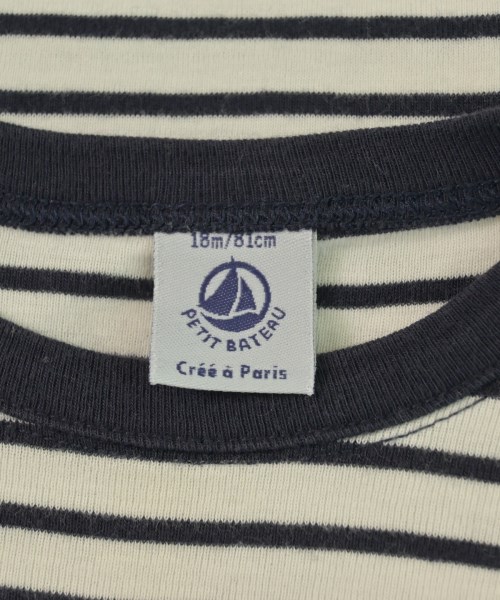 18m/81cm
PETIT BATEAU
Créé à Paris